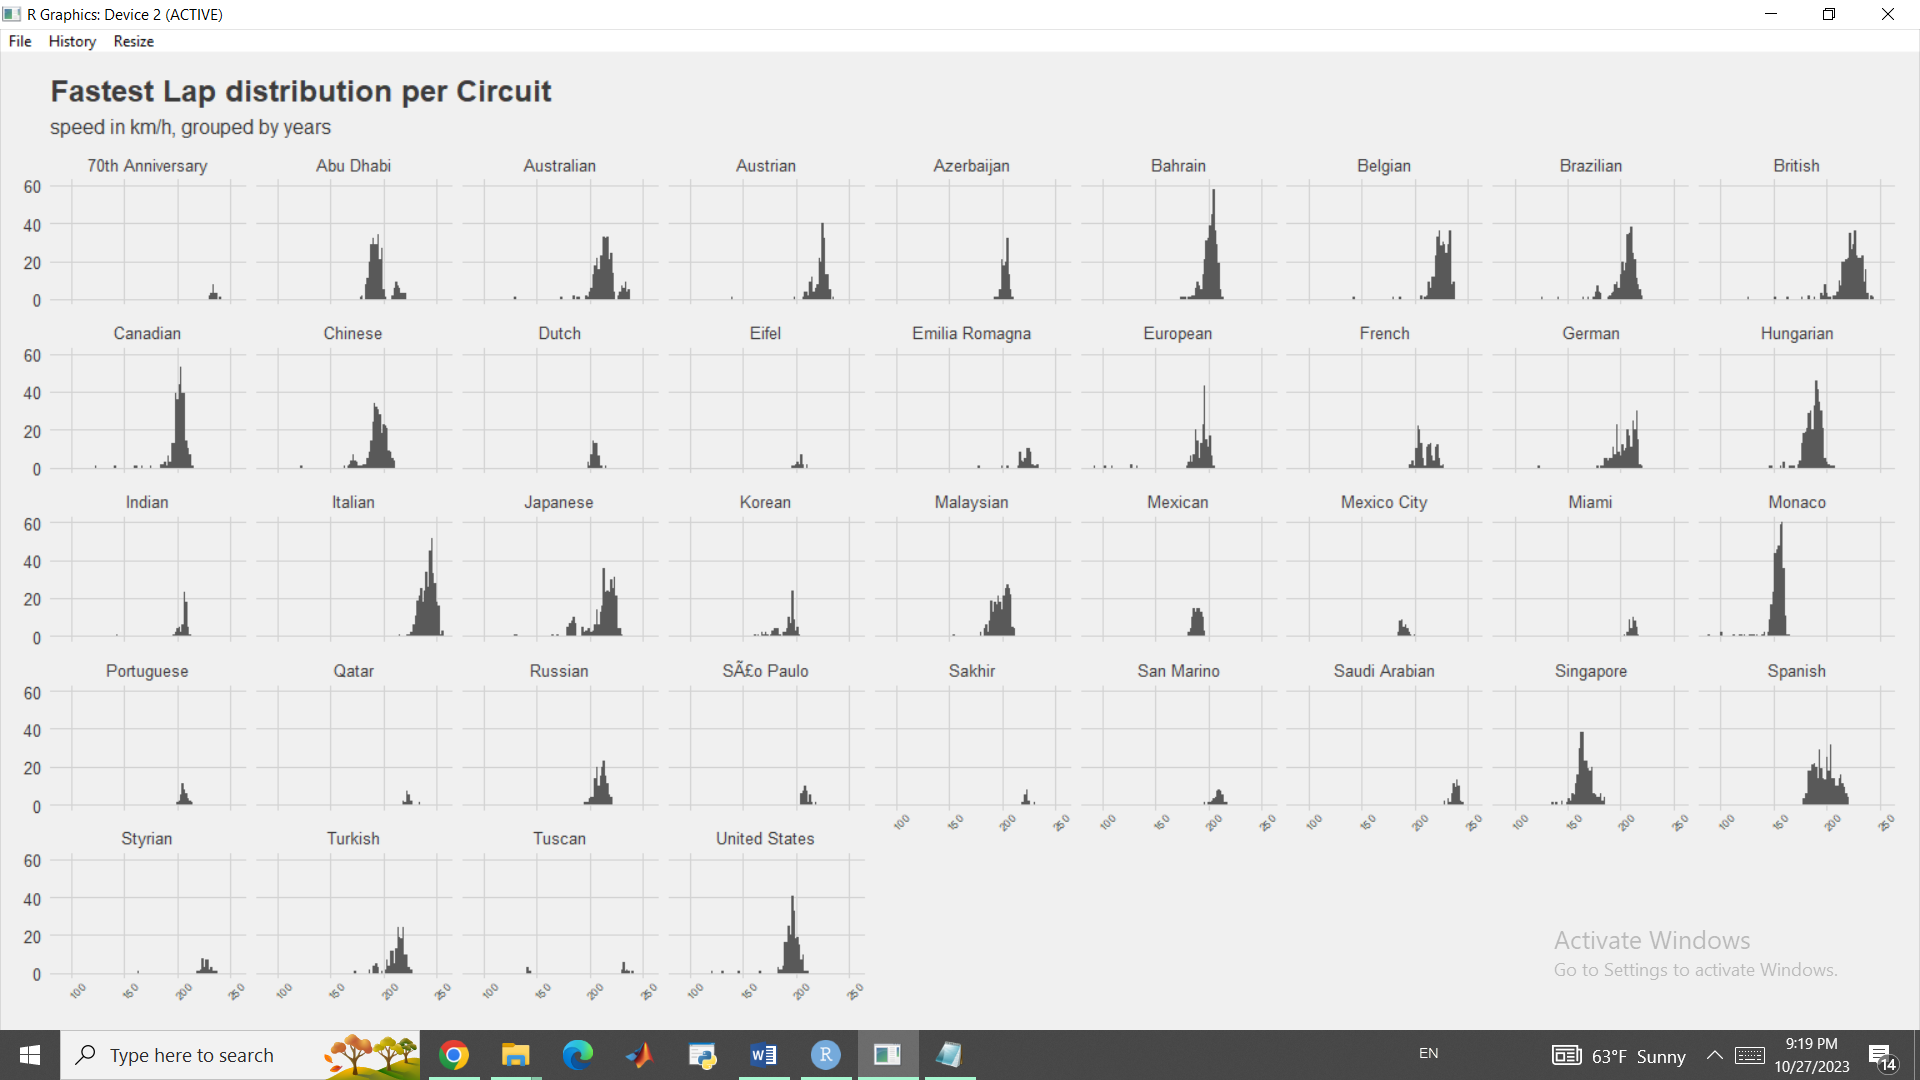 R Graphics: Device 2 (ACTIVE)
File History Resize
Fastest Lap distribution per Circuit
speed in km/h, grouped by years
70th Anniversary Abu Dhabi Australian Austrian Azerbaijan Bahrain Belgian Brazilian British
60
40
20
0
Canadian Chinese Dutch Eifel Emilia Romagna European French German Hungarian
60
40
20
0
Indian Italian Japanese Korean Malaysian Mexican Mexico City Miami Monaco
60
40
20
0
Portuguese Qatar Russian SÃ£o Paulo Sakhir San Marino Saudi Arabian Singapore Spanish
60
40
20
0
100 150 200 250 100 150 200 250 100 150 200 250 100 150 200 250 100 150 200 250
Styrian Turkish Tuscan United States
60
40
20
0
100 150 200 250 100 150 200 250 100 150 200 250 100 150 200 250
Activate Windows
Go to Settings to activate Windows.
Type here to search
EN
63°F Sunny
9:19 PM
10/27/2023
14